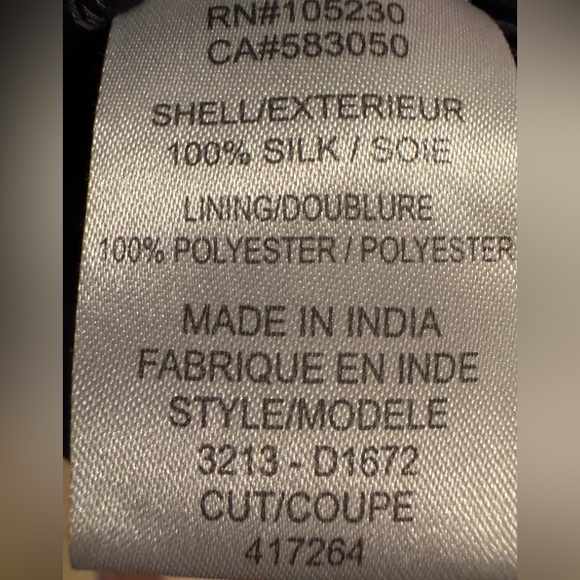 RN#105230
CA#583050
SHELL/EXTERIEUR
100% SILK / SOIE
LINING/DOUBLURE
100% POLYESTER / POLYESTER
MADE IN INDIA
FABRIQUE EN INDE
STYLE/MODELE
3213 - D1672
CUT/COUPE
417264